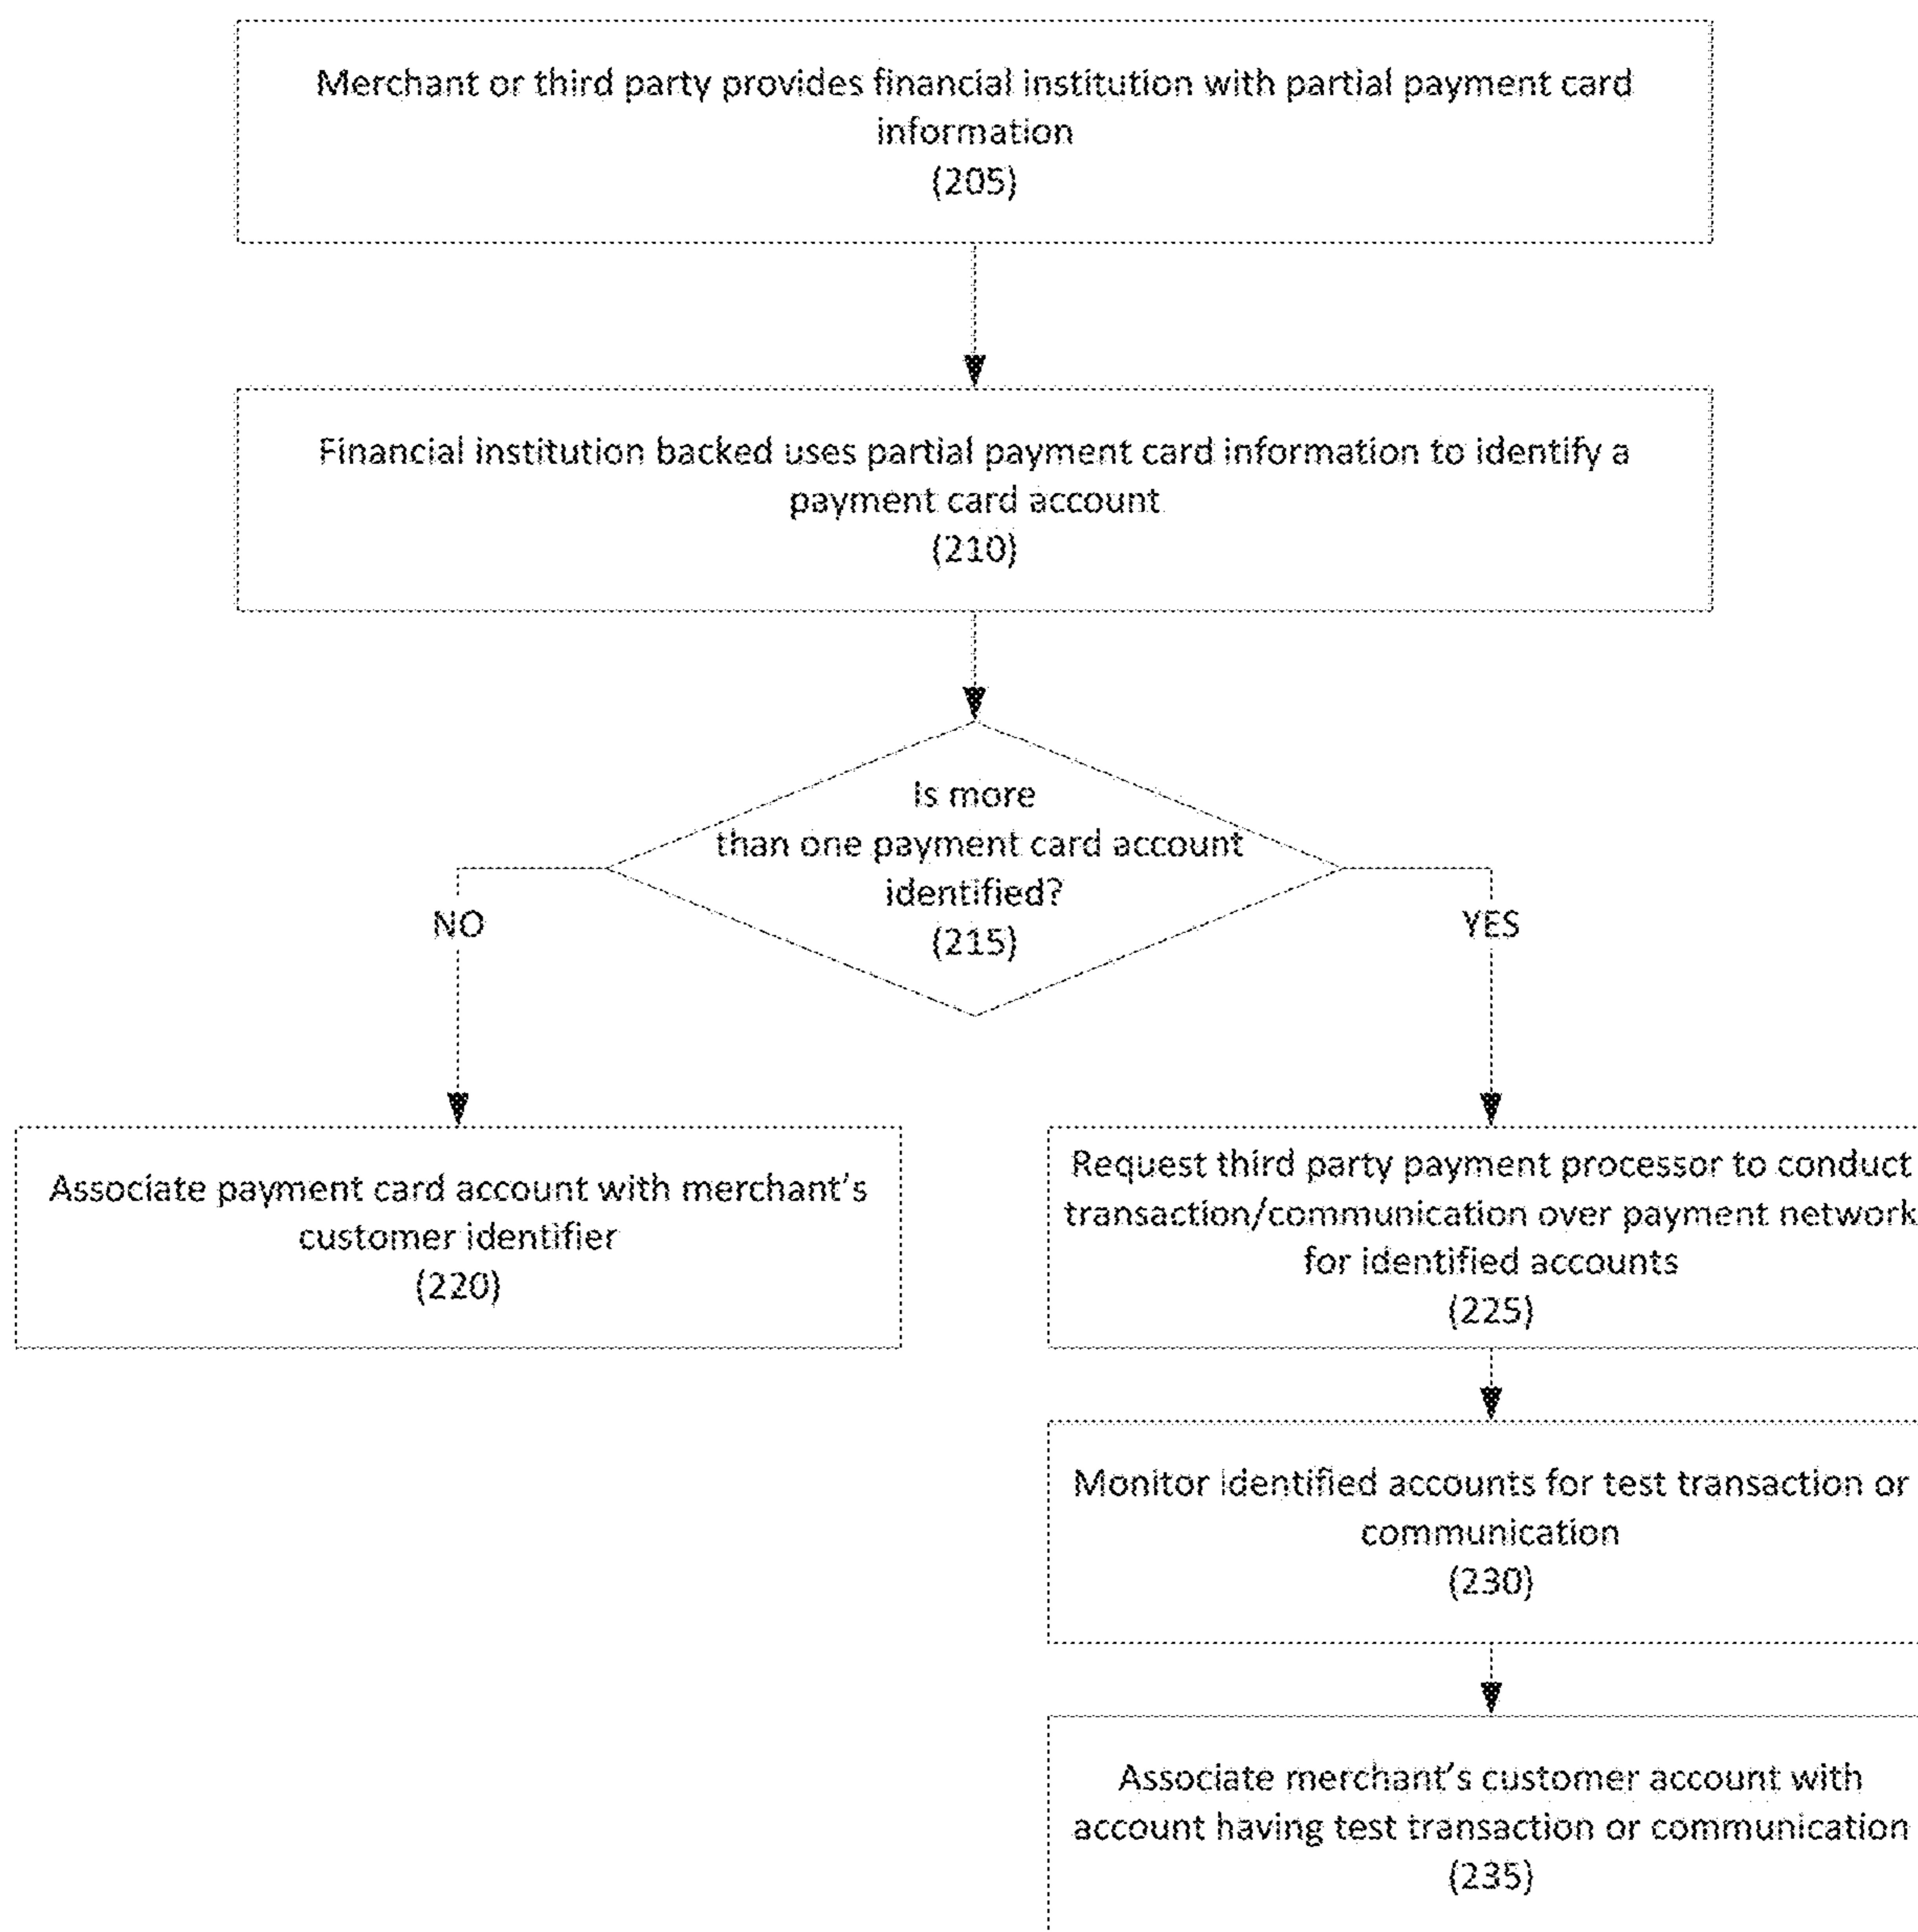 Merchant or third party provides financial institution with partial payment card
information
(205)
Financial institution backed uses partial payment card information to identify a
payment card account
(210)
Is more
than one payment card account
identified?
(215)
NO
YES
Associate payment card account with merchant's
customer identifier
(220)
Request third party payment processor to conduct
transaction/communication over payment network
for identified accounts
(225)
Monitor identified accounts for test transaction or
communication
(230)
Associate merchant's customer account with
account having test transaction or communication
(235)